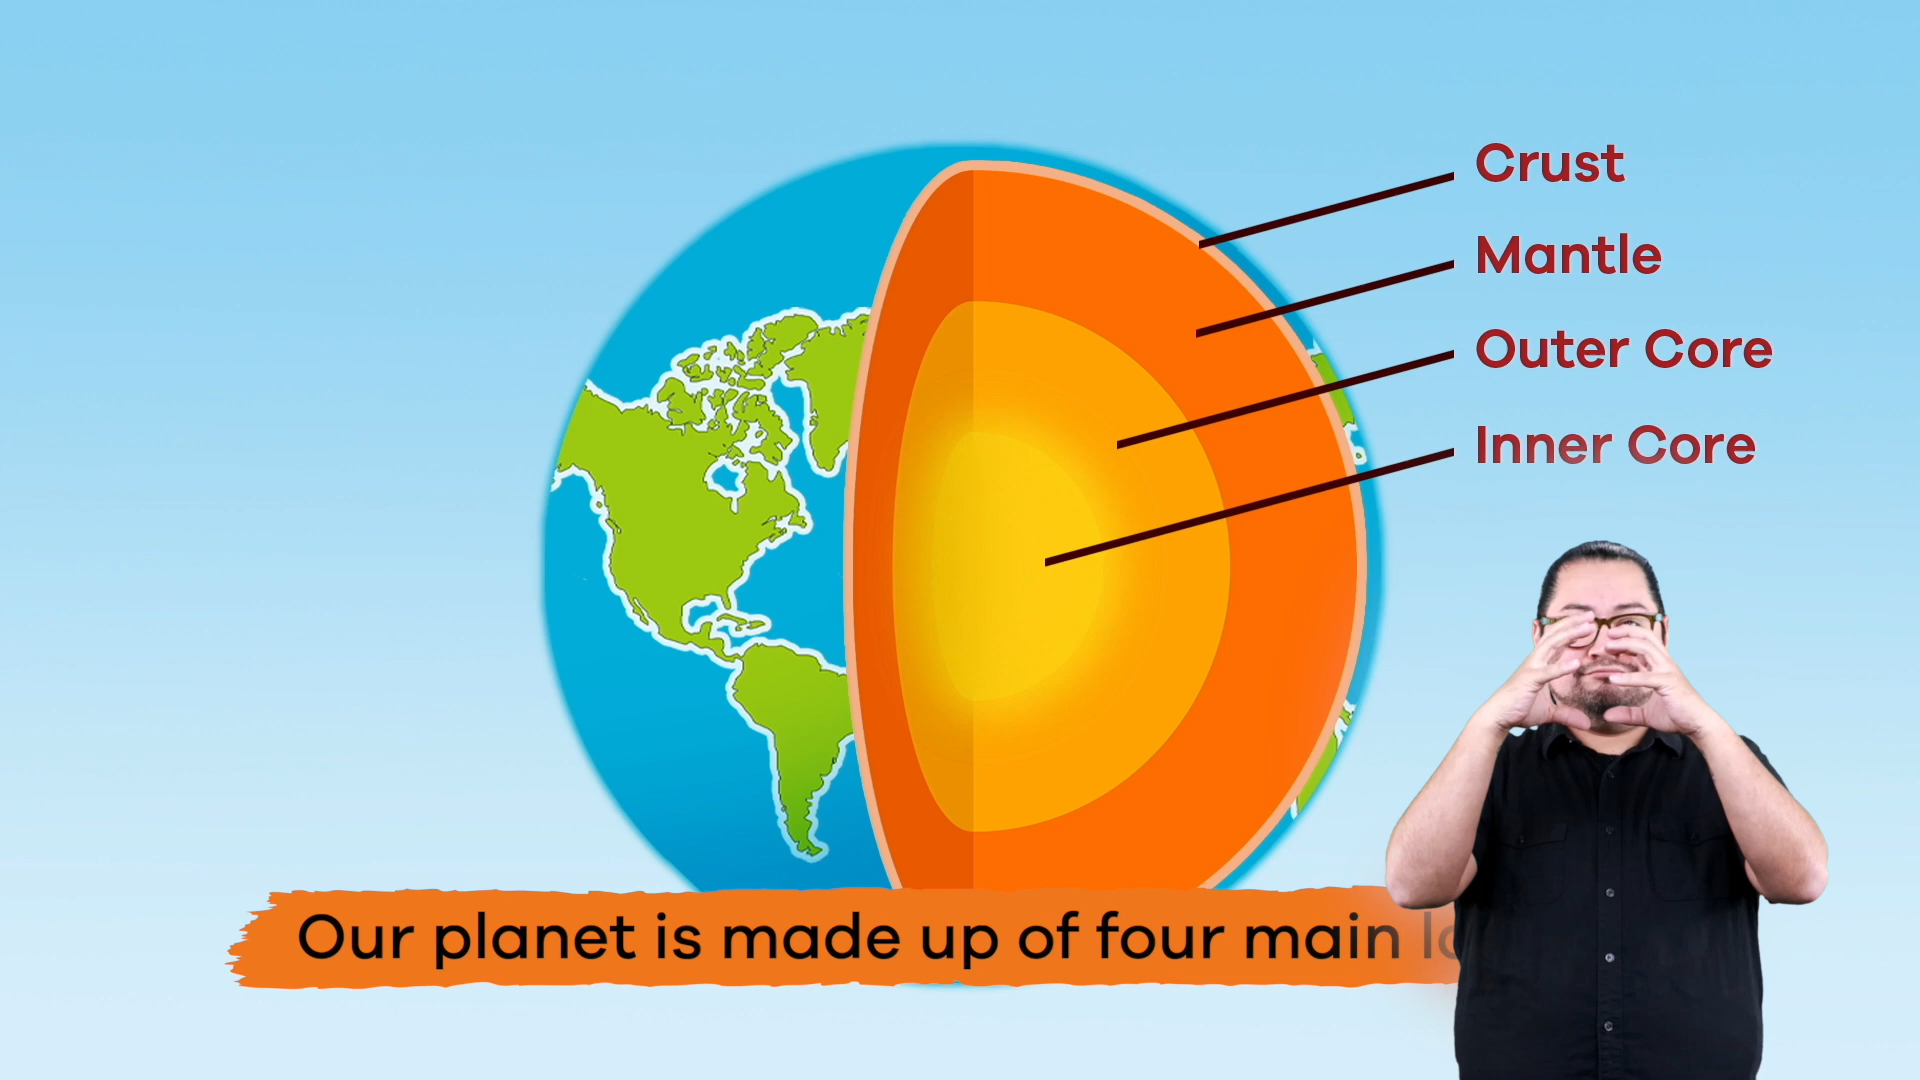 Crust
Mantle
Outer Core
Inner Core
Our planet is made up of four main